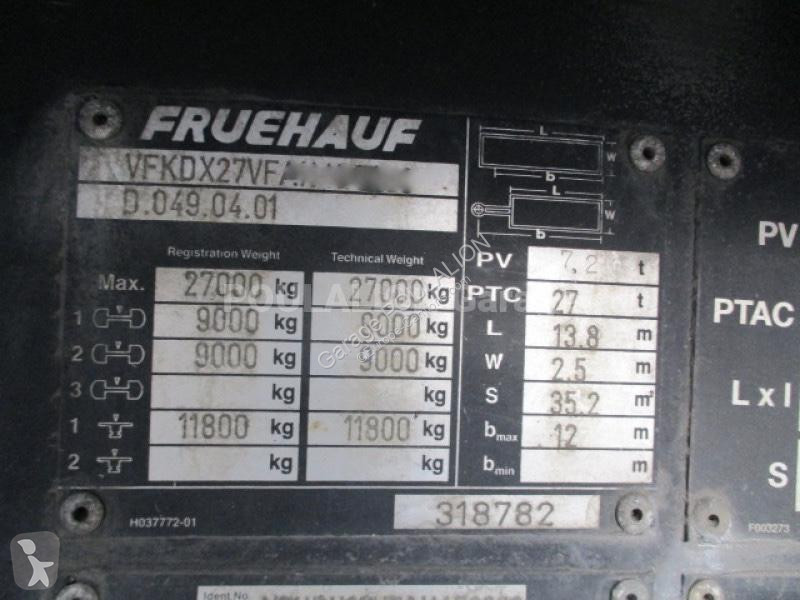 FRUEHAUF
VFKDX27VFA
D.049.04.01
L
W
b
L
W
b
Registration Weight Technical Weight
Max. 27000 kg 27000 kg
1 9000 kg 9000 kg
2 9000 kg 9000 kg
3 kg kg
1 11800 kg 11800 kg
2 kg kg
PV 7.2 t
PTC 27 t
L 13.8 m
W 2.5 m
S 35.2 m²
bmax 12 m
bmin m
H037772-01
318782
PV
PTAC
L x l
S
F003273
Ident No.